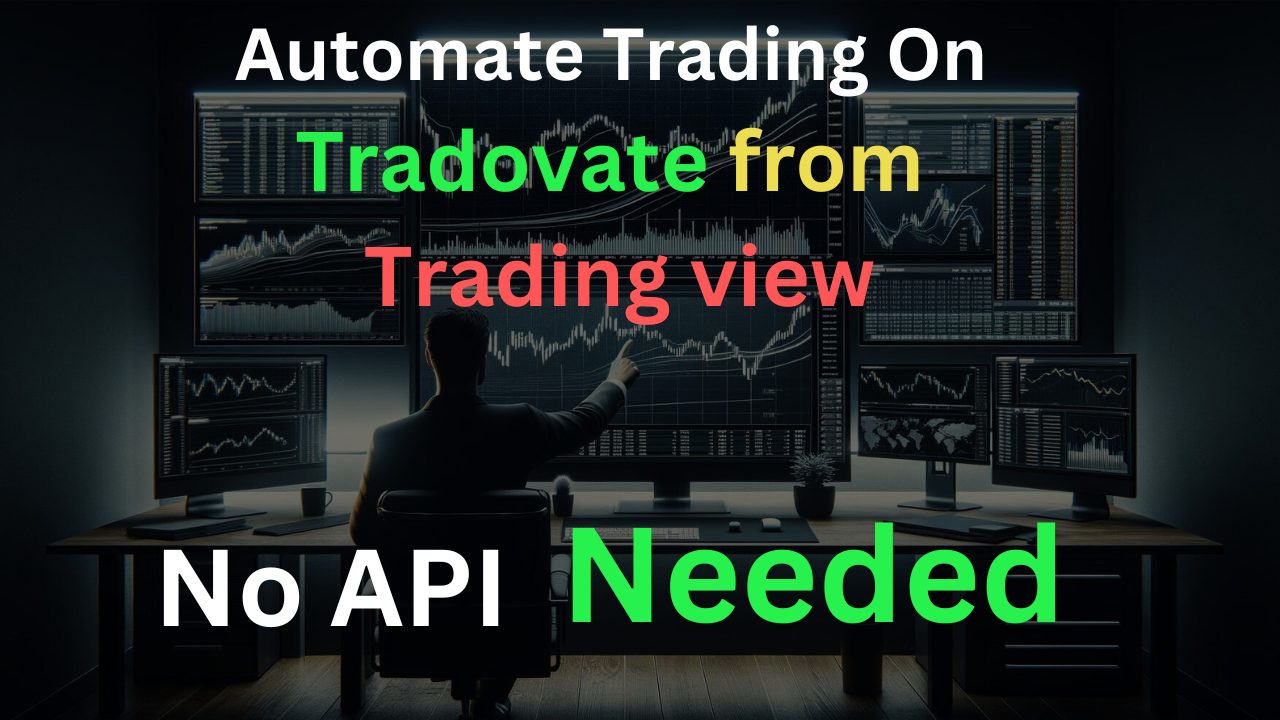 Automate Trading On
Tradovate from
Trading view
No API Needed